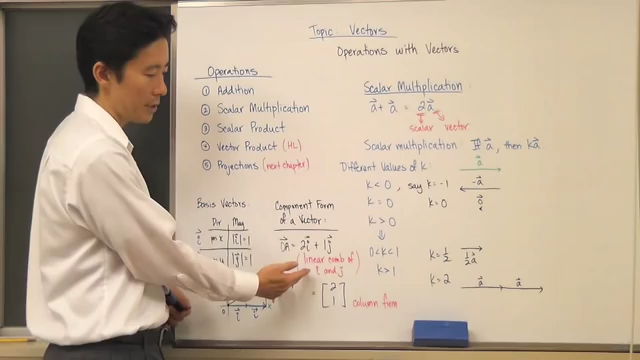 Topic: Vectors
Operations with Vectors
Operations
① Addition
② Scalar Multiplication
③ Scalar Product
④ Vector Product (HL)
⑤ Projections (next chapter)
Basis Vectors:
Dir Mag
|i⃗|=1
|j⃗|=1
Component Form
of a Vector:
O⃗A = 2i⃗ + 1j⃗
(linear comb of
i and j)
= [2
1] column form
Scalar Multiplication:
a⃗ + a⃗ = 2a⃗
scalar vector
Scalar multiplication: If a⃗, then ka⃗
Different Values of k:
a⃗
k < 0, say k = -1
-a⃗
k = 0 k = 0
0⃗
k > 0
⇓
0 < k < 1 k = ½
½a⃗
k > 1 k = 2
a⃗ a⃗
0 i⃗ i⃗ x